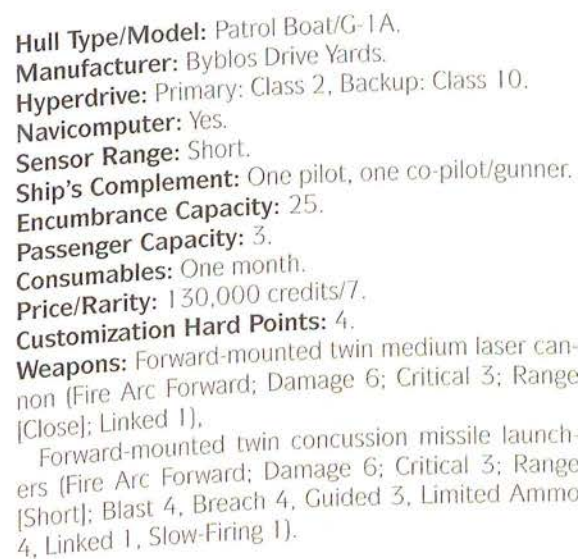 Hull Type/Model: Patrol Boat/G-1A.
Manufacturer: Byblos Drive Yards.
Hyperdrive: Primary: Class 2, Backup: Class 10.
Navicomputer: Yes.
Sensor Range: Short.
Ship's Complement: One pilot, one co-pilot/gunner.
Encumbrance Capacity: 25.
Passenger Capacity: 3.
Consumables: One month.
Price/Rarity: 130,000 credits/7.
Customization Hard Points: 4.
Weapons: Forward-mounted twin medium laser can-
non (Fire Arc Forward; Damage 6; Critical 3; Range
[Close]; Linked 1),
Forward-mounted twin concussion missile launch-
ers (Fire Arc Forward; Damage 6; Critical 3; Range
[Short]; Blast 4, Breach 4, Guided 3, Limited Ammo
4, Linked 1, Slow-Firing 1).